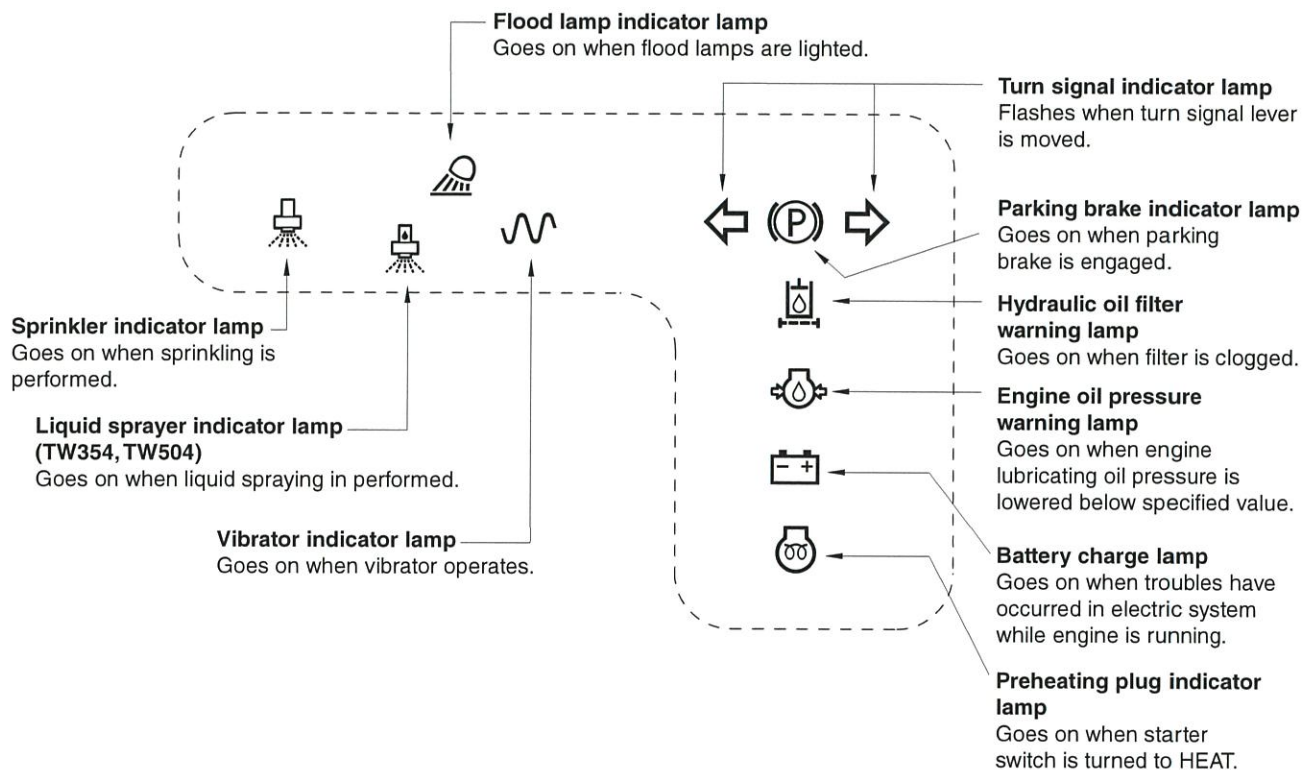 Flood lamp indicator lamp
Goes on when flood lamps are lighted.
Turn signal indicator lamp
Flashes when turn signal lever
is moved.
P
Parking brake indicator lamp
Goes on when parking
brake is engaged.
Hydraulic oil filter
warning lamp
Goes on when filter is clogged.
Engine oil pressure
warning lamp
Goes on when engine
lubricating oil pressure is
lowered below specified value.
- +
Battery charge lamp
Goes on when troubles have
occurred in electric system
while engine is running.
Preheating plug indicator
lamp
Goes on when starter
switch is turned to HEAT.
Sprinkler indicator lamp
Goes on when sprinkling is
performed.
Liquid sprayer indicator lamp
(TW354, TW504)
Goes on when liquid spraying in performed.
Vibrator indicator lamp
Goes on when vibrator operates.